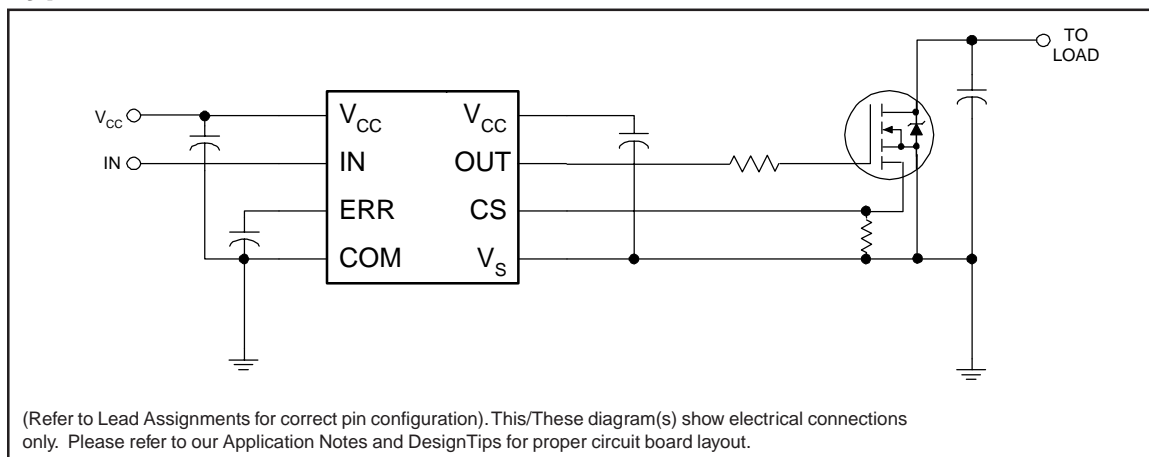 TO
LOAD
VCC
IN
VCC
IN
ERR
COM
VCC
OUT
CS
VS
(Refer to Lead Assignments for correct pin configuration). This/These diagram(s) show electrical connections
only. Please refer to our Application Notes and DesignTips for proper circuit board layout.